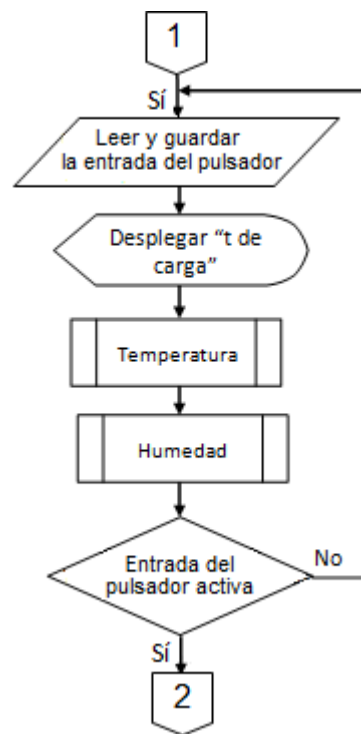 1
Sí
Leer y guardar
la entrada del pulsador
Desplegar “t de
carga”
Temperatura
Humedad
Entrada del
pulsador activa
No
Sí
2